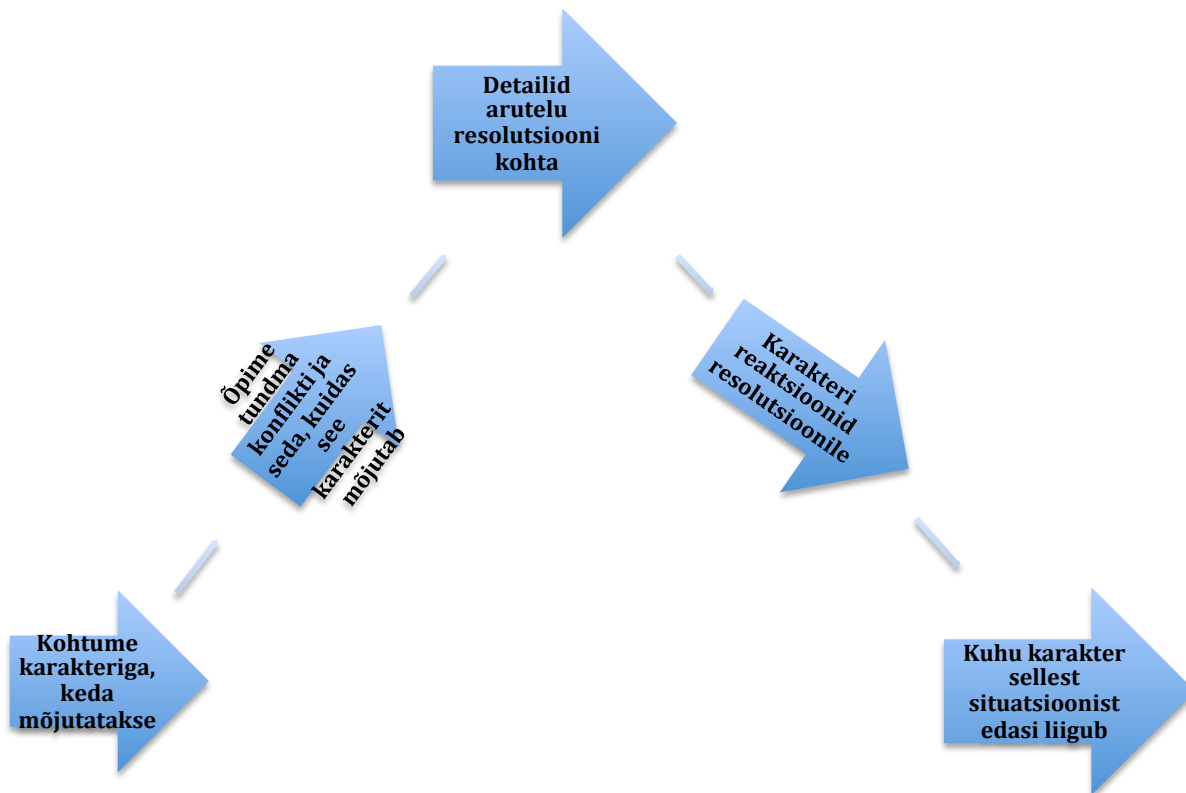 Kohtume
karakteriga,
keda
mõjutatakse
Õpime
tundma
konflikti ja
seda, kuidas
see
karakterit
mõjutab
Detailid
arutelu
resolutsiooni
kohta
Karakteri
reaktsioonid
resolutsioonile
Kuhu karakter
sellest
situatsioonist
edasi liigub